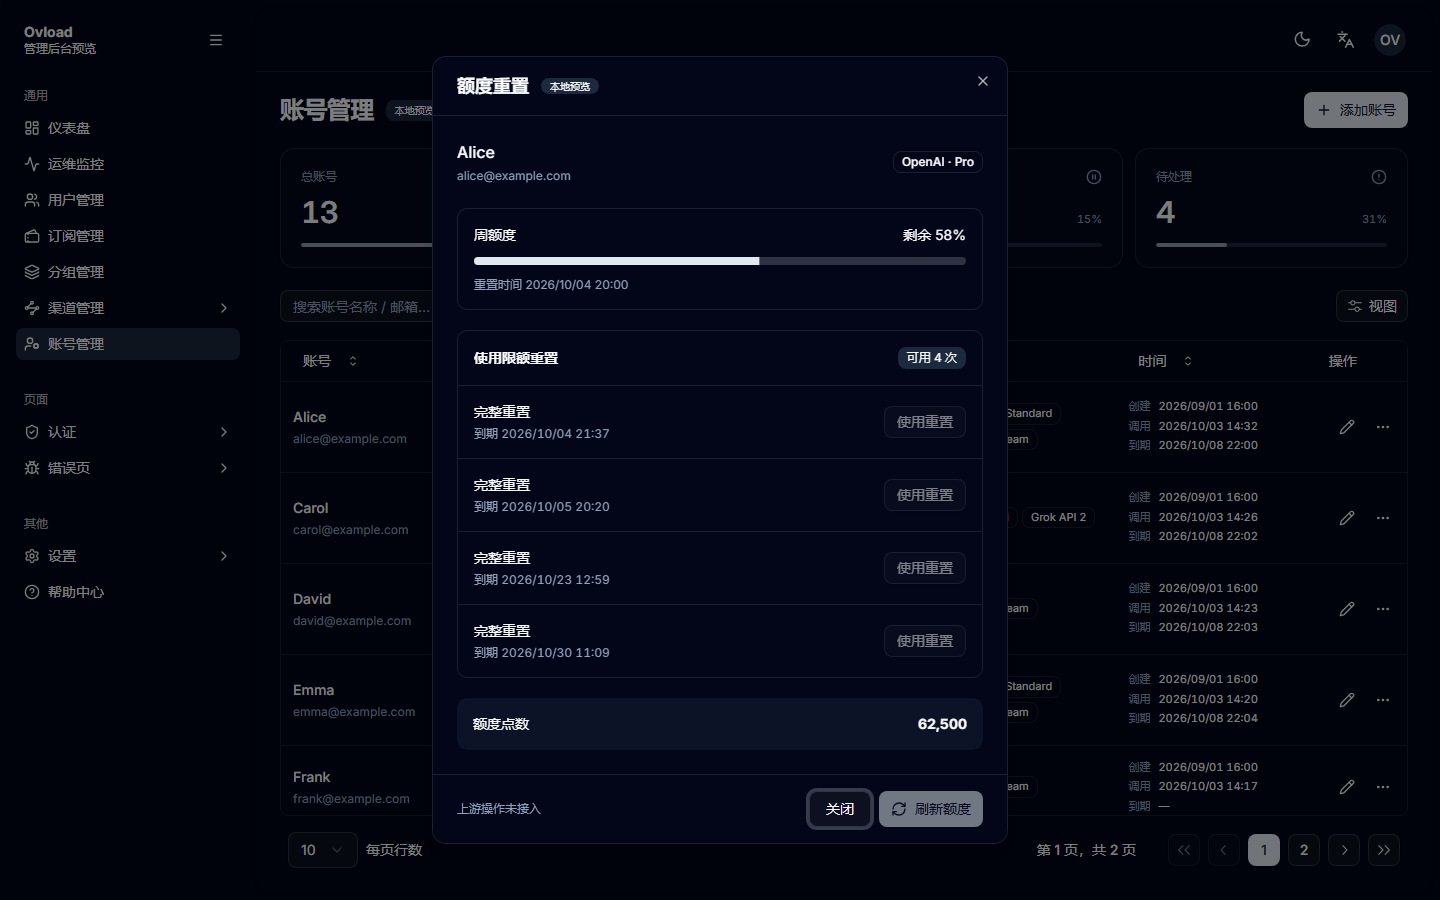 Ovload
管理后台预览
OV
通用
仪表盘
运维监控
用户管理
订阅管理
分组管理
渠道管理
账号管理
页面
认证
错误页
其他
设置
帮助中心
账号管理
本地预览
添加账号
总账号
13
15%
待处理
4
31%
搜索账号名称 / 邮箱...
视图
账号
时间
操作
Alice
alice@example.com
Standard
eam
创建 2026/09/01 16:00
调用 2026/10/03 14:32
到期 2026/10/08 22:00
Carol
carol@example.com
Grok API 2
创建 2026/09/01 16:00
调用 2026/10/03 14:26
到期 2026/10/08 22:02
David
david@example.com
eam
创建 2026/09/01 16:00
调用 2026/10/03 14:23
到期 2026/10/08 22:03
Emma
emma@example.com
Standard
eam
创建 2026/09/01 16:00
调用 2026/10/03 14:20
到期 2026/10/08 22:04
Frank
frank@example.com
eam
创建 2026/09/01 16:00
调用 2026/10/03 14:17
到期 —
10
每页行数
第 1 页，共 2 页
1
2
额度重置
本地预览
Alice
alice@example.com
OpenAI · Pro
周额度
剩余 58%
重置时间 2026/10/04 20:00
使用限额重置
可用 4 次
完整重置
到期 2026/10/04 21:37
使用重置
完整重置
到期 2026/10/05 20:20
使用重置
完整重置
到期 2026/10/23 12:59
使用重置
完整重置
到期 2026/10/30 11:09
使用重置
额度点数
62,500
上游操作未接入
关闭
刷新额度